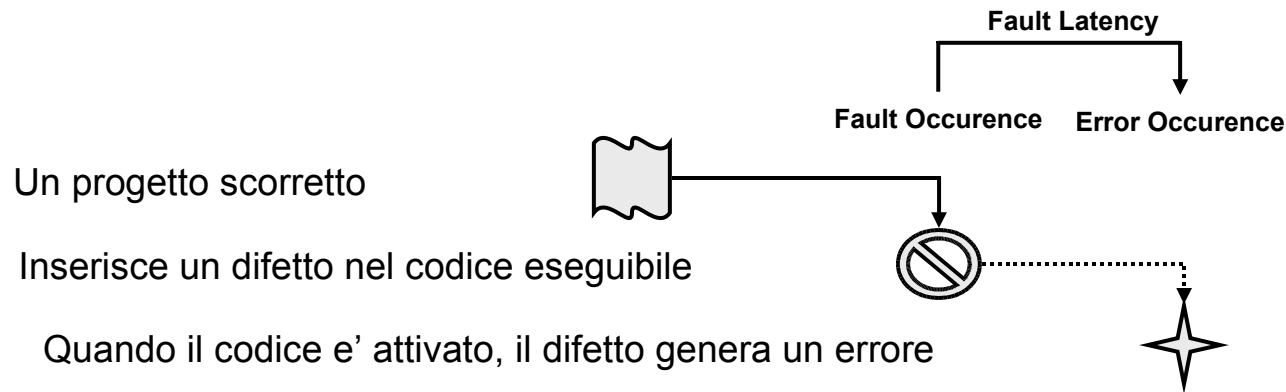 Fault Latency
Fault Occurence Error Occurence
Un progetto scorretto
Inserisce un difetto nel codice eseguibile
Quando il codice e’ attivato, il difetto genera un errore